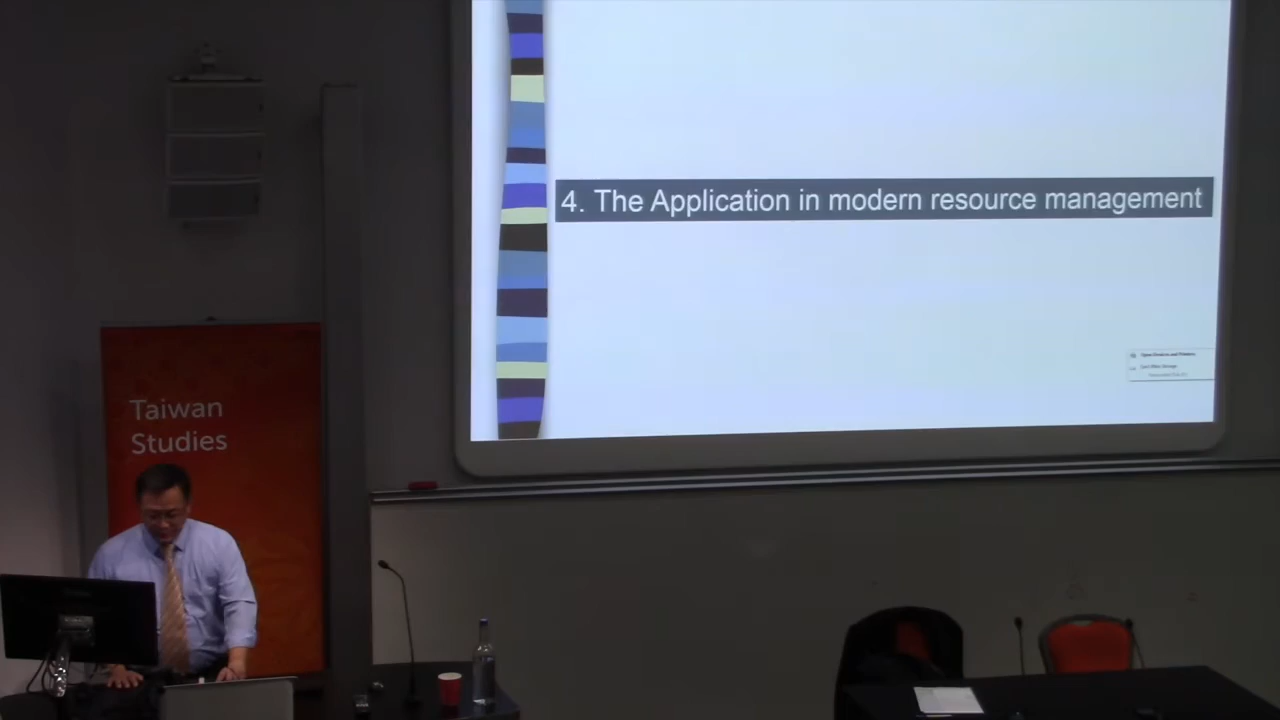 4. The Application in modern resource management
Taiwan
Studies